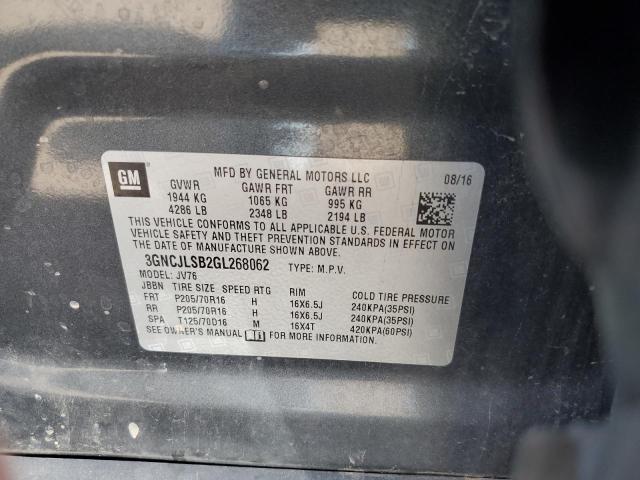 GM
MFD BY GENERAL MOTORS LLC 08/16
GVWR GAWR FRT GAWR RR
1944 KG 1065 KG 995 KG
4286 LB 2348 LB 2194 LB
THIS VEHICLE CONFORMS TO ALL APPLICABLE U.S. FEDERAL MOTOR
VEHICLE SAFETY AND THEFT PREVENTION STANDARDS IN EFFECT
ON THE DATE OF MANUFACTURE SHOWN ABOVE.
3GNCJLSB2GL268062 TYPE: M.P.V.
MODEL: JV76
JBBN TIRE SIZE SPEED RTG RIM COLD TIRE PRESSURE
FRT P205/70R16 H 16X6.5J 240KPA(35PSI)
RR P205/70R16 H 16X6.5J 240KPA(35PSI)
SPA T125/70D16 M 16X4T 420KPA(60PSI)
SEE OWNER'S MANUAL FOR MORE INFORMATION.